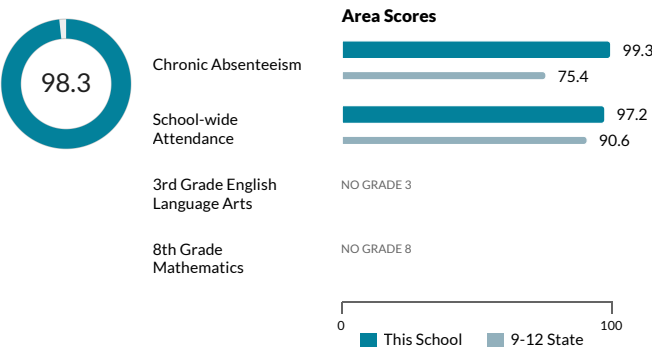 Area Scores
98.3
Chronic Absenteeism
99.3
75.4
School-wide
Attendance
97.2
90.6
3rd Grade English
Language Arts
NO GRADE 3
8th Grade
Mathematics
NO GRADE 8
0
100
This School
9-12 State